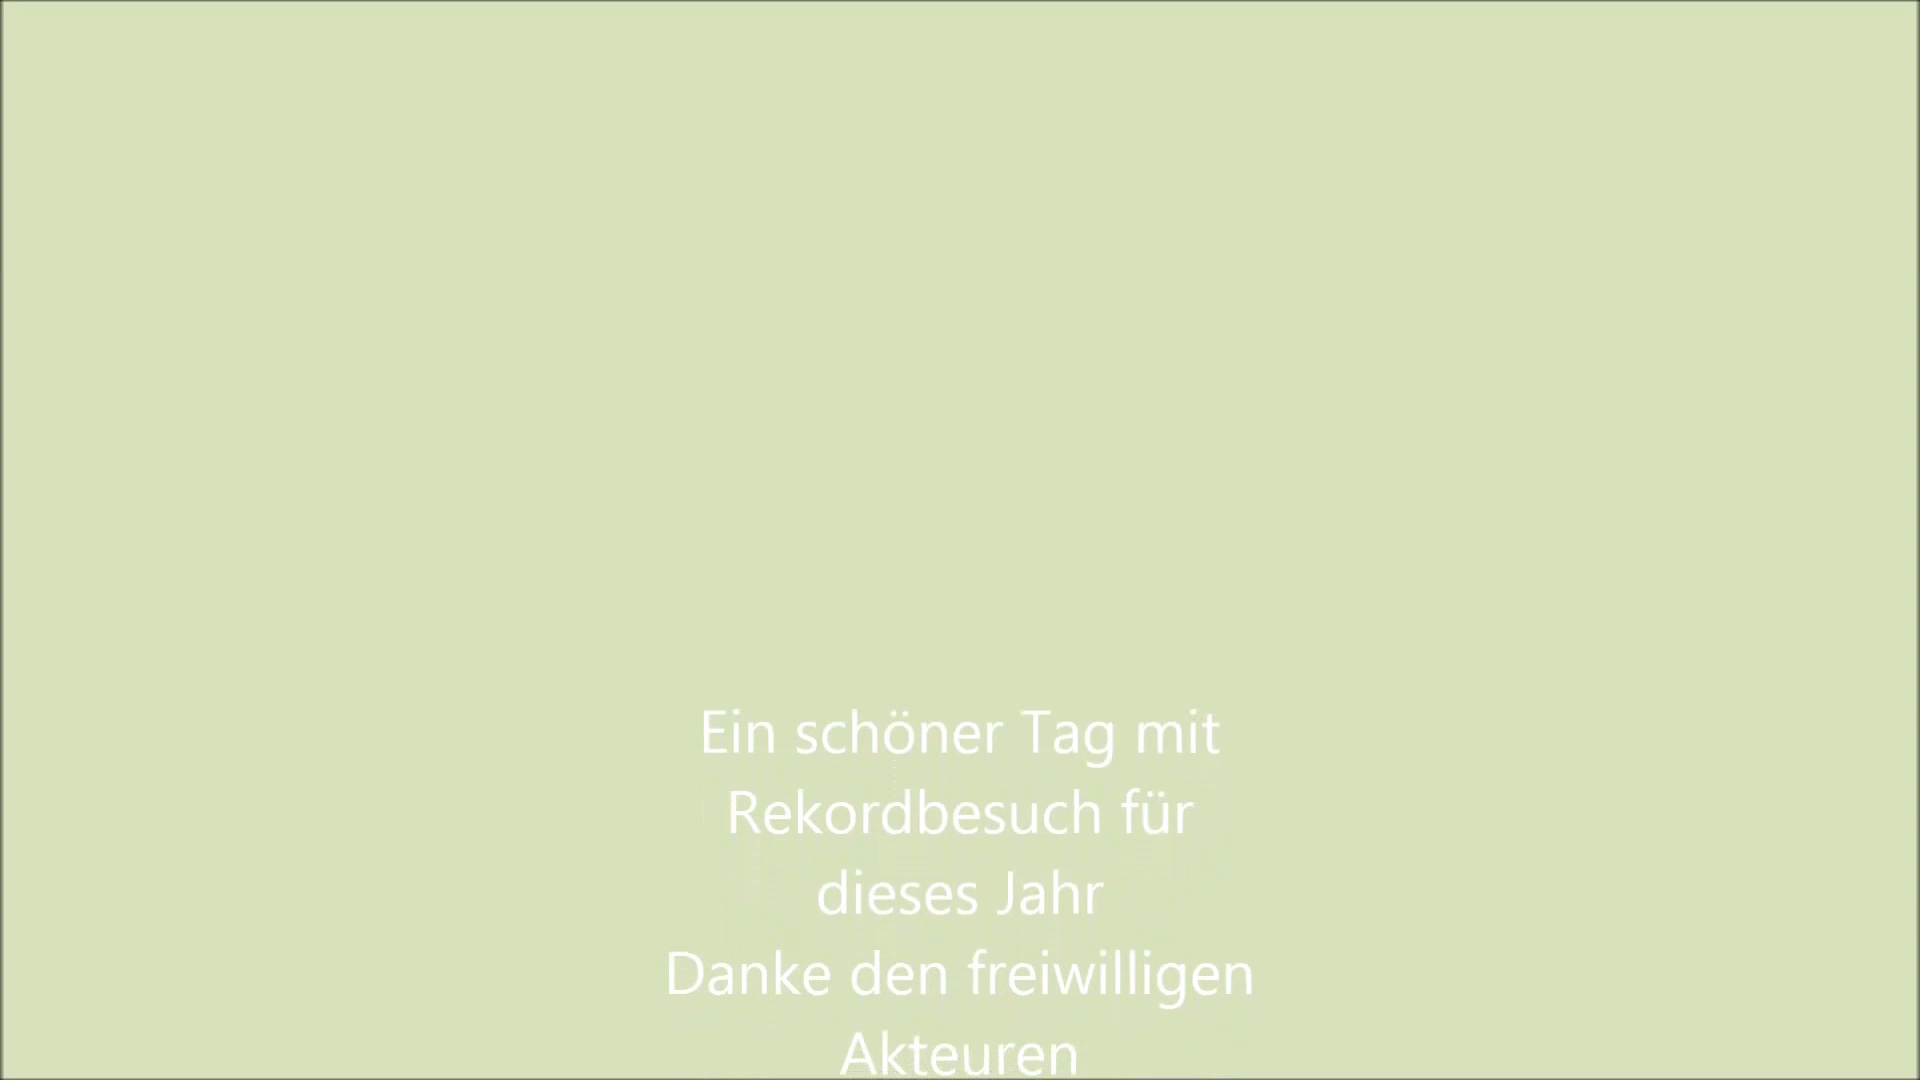 Ein schöner Tag mit
Rekordbesuch für
dieses Jahr
Danke den freiwilligen
Akteuren